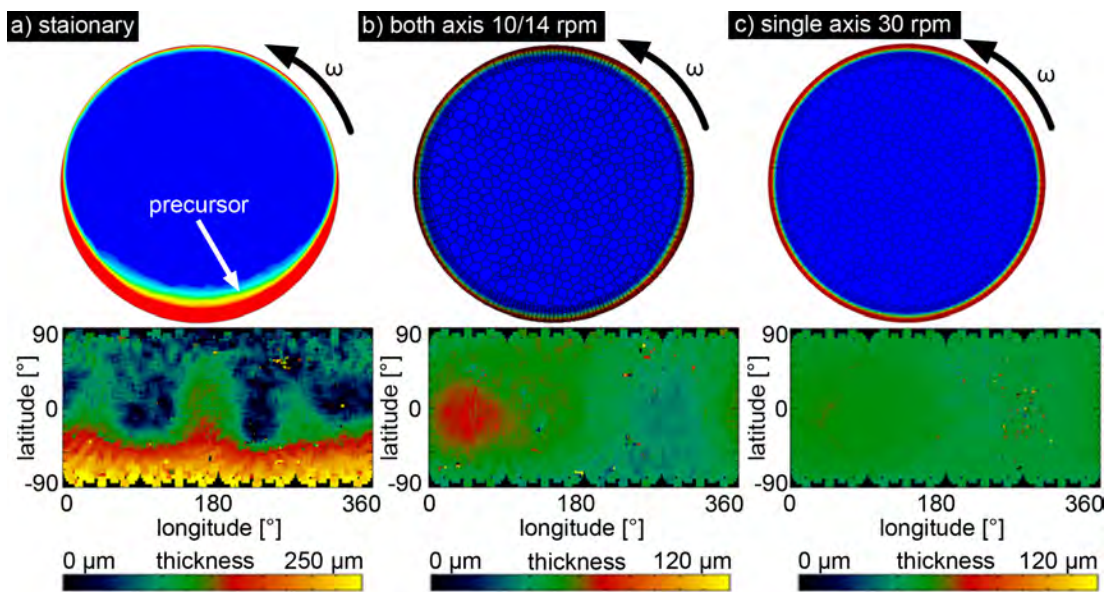 a) staionary
b) both axis 10/14 rpm
c) single axis 30 rpm
ω
ω
ω
precursor
latitude [°]
90
0
-90
0
180
360
longitude [°]
latitude [°]
90
0
-90
0
180
360
longitude [°]
latitude [°]
90
0
-90
0
180
360
longitude [°]
0 µm thickness 250 µm
0 µm thickness 120 µm
0 µm thickness 120 µm